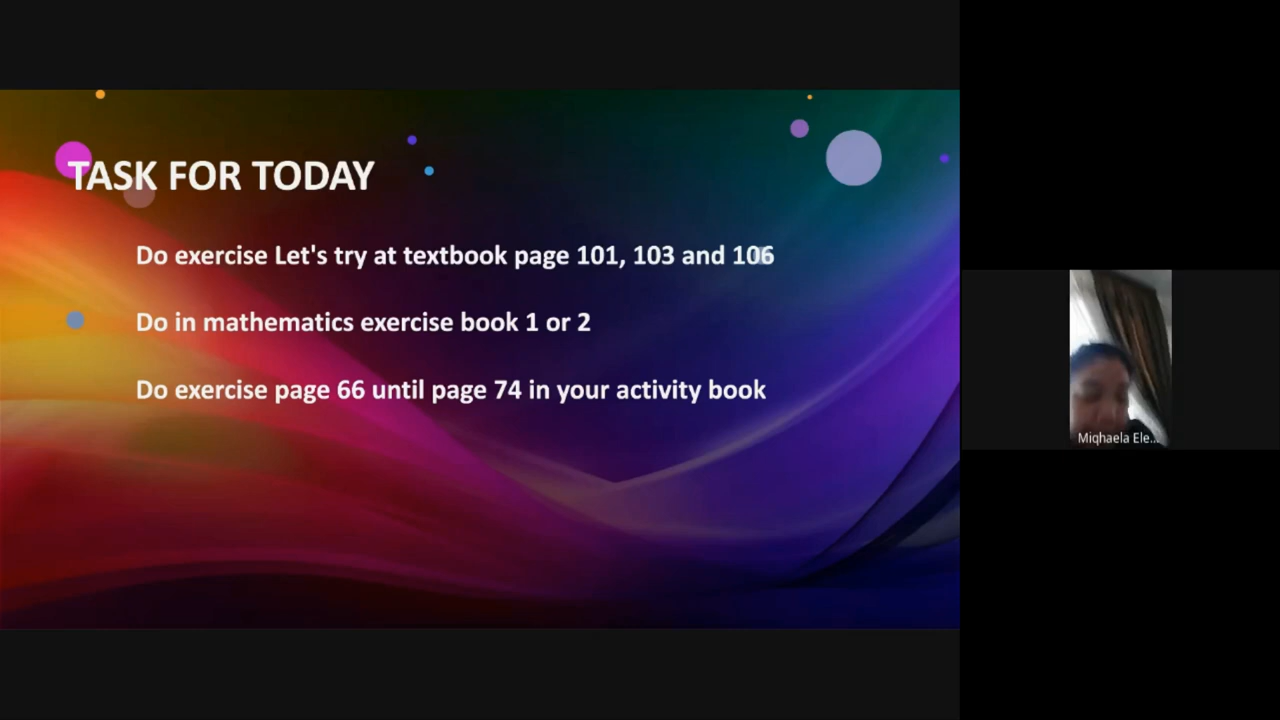 TASK FOR TODAY
Do exercise Let's try at textbook page 101, 103 and 106
Do in mathematics exercise book 1 or 2
Do exercise page 66 until page 74 in your activity book
Miqhaela Ele...